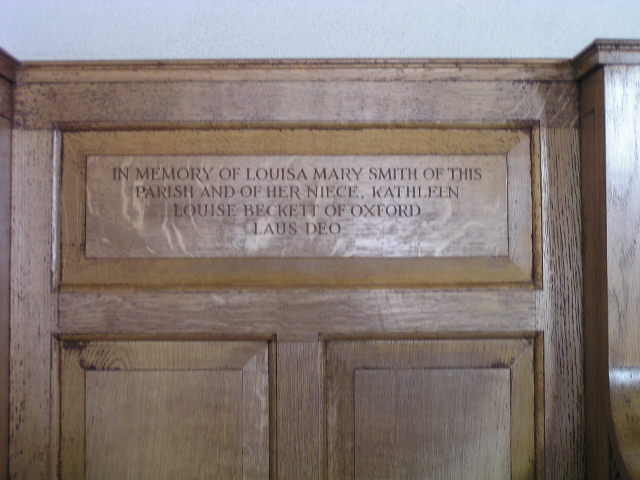 IN MEMORY OF LOUISA MARY SMITH OF THIS
PARISH AND OF HER NIECE, KATHLEEN
LOUISE BECKETT OF OXFORD
LAUS DEO